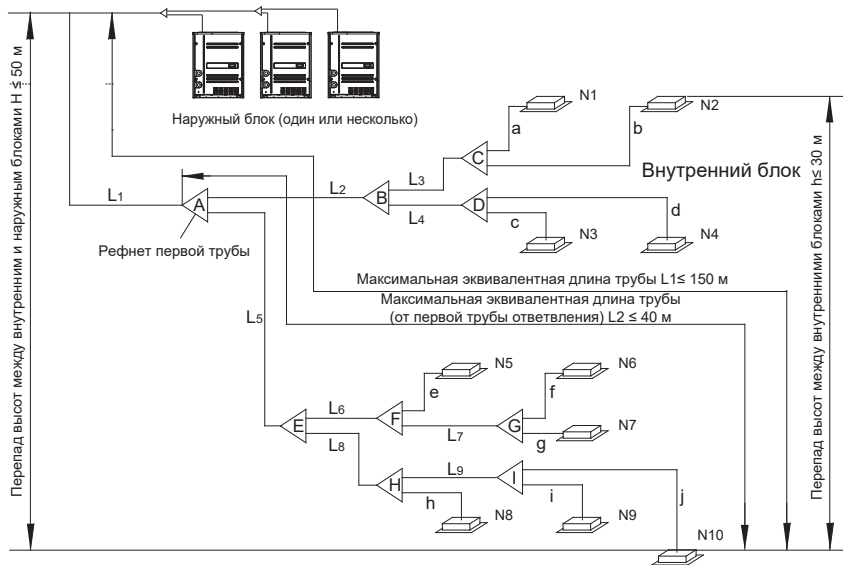 Перепад высот между внутренним и наружным блоками H ≤ 50 м
Наружный блок (один или несколько)
N1
N2
a
b
C
Внутренний блок
L3
L2
B
L1
A
L4
D
d
c
Рефнет первой трубы
N3
N4
Максимальная эквивалентная длина трубы L1≤ 150 м
Максимальная эквивалентная длина трубы
(от первой трубы ответвления) L2 ≤ 40 м
L5
N5
N6
e
f
L6
F
E
L7
G
g
N7
L8
L9
I
H
h
i
j
N8
N9
N10
Перепад высот между внутренними блоками h≤ 30 м